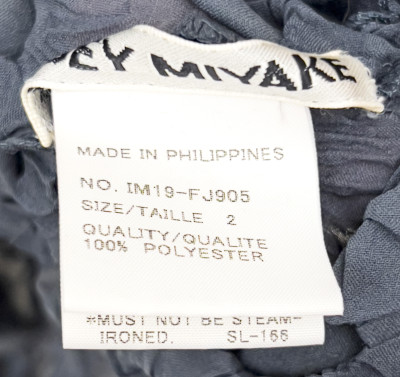 SEY MIYAKE
MADE IN PHILIPPINES
NO. IM19-FJ905
SIZE/TAILLE 2
QUALITY/QUALITE
100% POLYESTER
*MUST NOT BE STEAM-
IRONED. SL-166